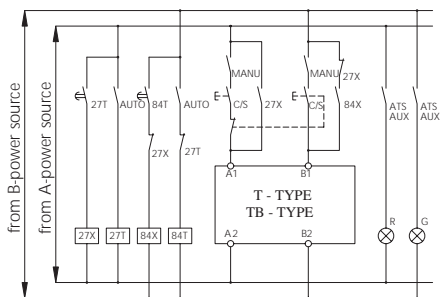 from B-power source
from A-power source
27T
AUTO
84T
AUTO
27X
27T
MANU
C/S
27X
MANU
27X
C/S
84X
ATS
AUX
ATS
AUX
A1
B1
T - TYPE
TB - TYPE
A2
B2
R
G
27X
27T
84X
84T